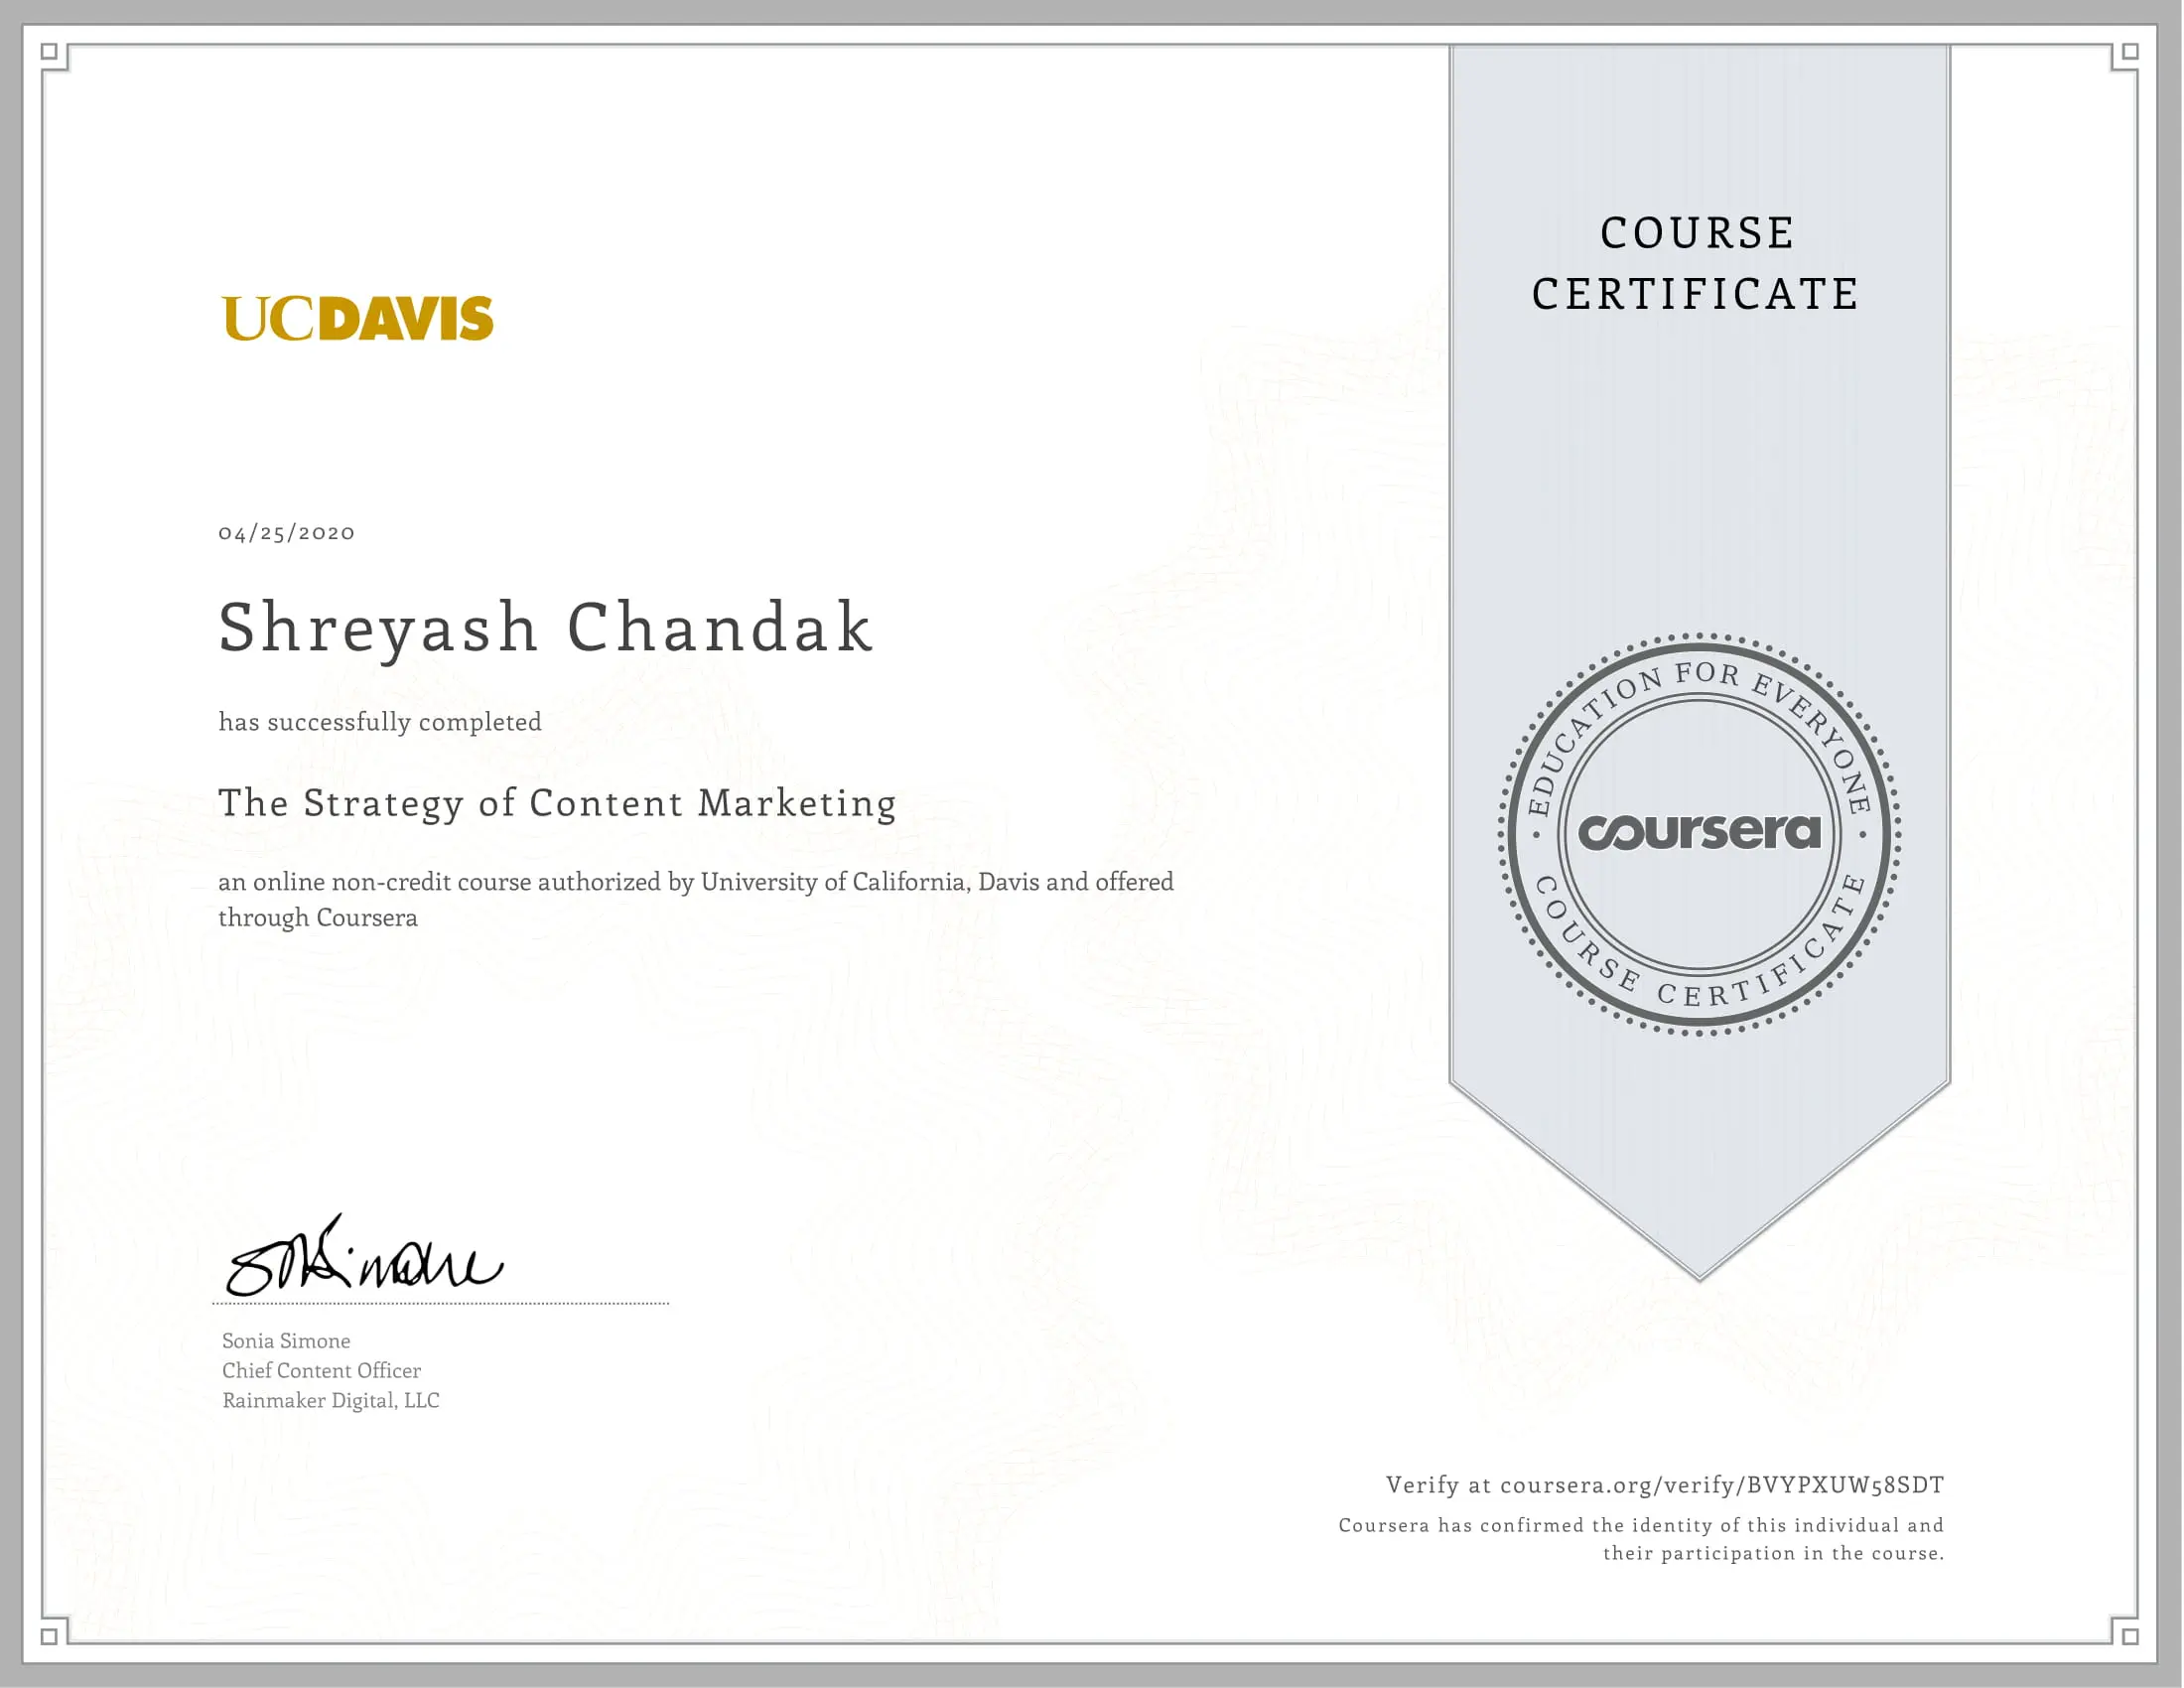 COURSE
CERTIFICATE
UCDAVIS
04/25/2020
Shreyash Chandak
has successfully completed
The Strategy of Content Marketing
an online non-credit course authorized by University of California, Davis and offered
through Coursera
EDUCATION FOR EVERYONE
coursera
COURSE CERTIFICATE
Sonia Simone
Chief Content Officer
Rainmaker Digital, LLC
Verify at coursera.org/verify/BVYPXUW58SDT
Coursera has confirmed the identity of this individual and
their participation in the course.